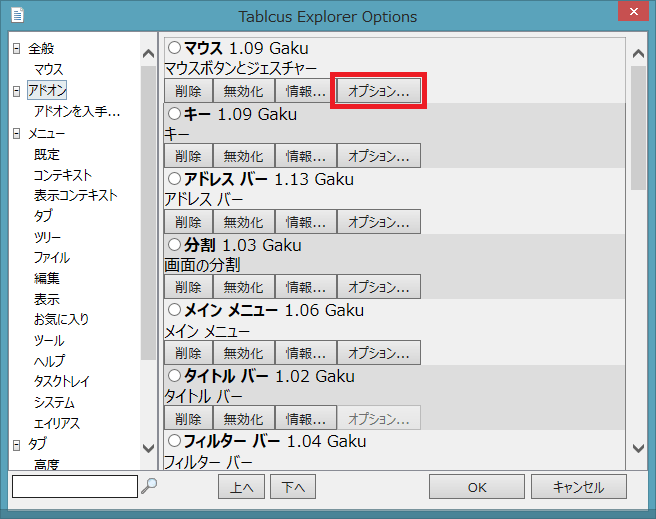 Tablcus Explorer Options
全般
マウス
アドオン
アドオンを入手...
メニュー
既定
コンテキスト
表示コンテキスト
タブ
ツリー
ファイル
編集
表示
お気に入り
ツール
ヘルプ
タスクトレイ
システム
エイリアス
タブ
高度
マウス 1.09 Gaku
マウスボタンとジェスチャー
削除 無効化 情報... オプション...
キー 1.09 Gaku
キー
削除 無効化 情報... オプション...
アドレス バー 1.13 Gaku
アドレス バー
削除 無効化 情報... オプション...
分割 1.03 Gaku
画面の分割
削除 無効化 情報... オプション...
メイン メニュー 1.06 Gaku
メイン メニュー
削除 無効化 情報... オプション...
タイトル バー 1.02 Gaku
タイトル バー
削除 無効化 情報... オプション...
フィルター バー 1.04 Gaku
フィルター バー
上へ 下へ OK キャンセル